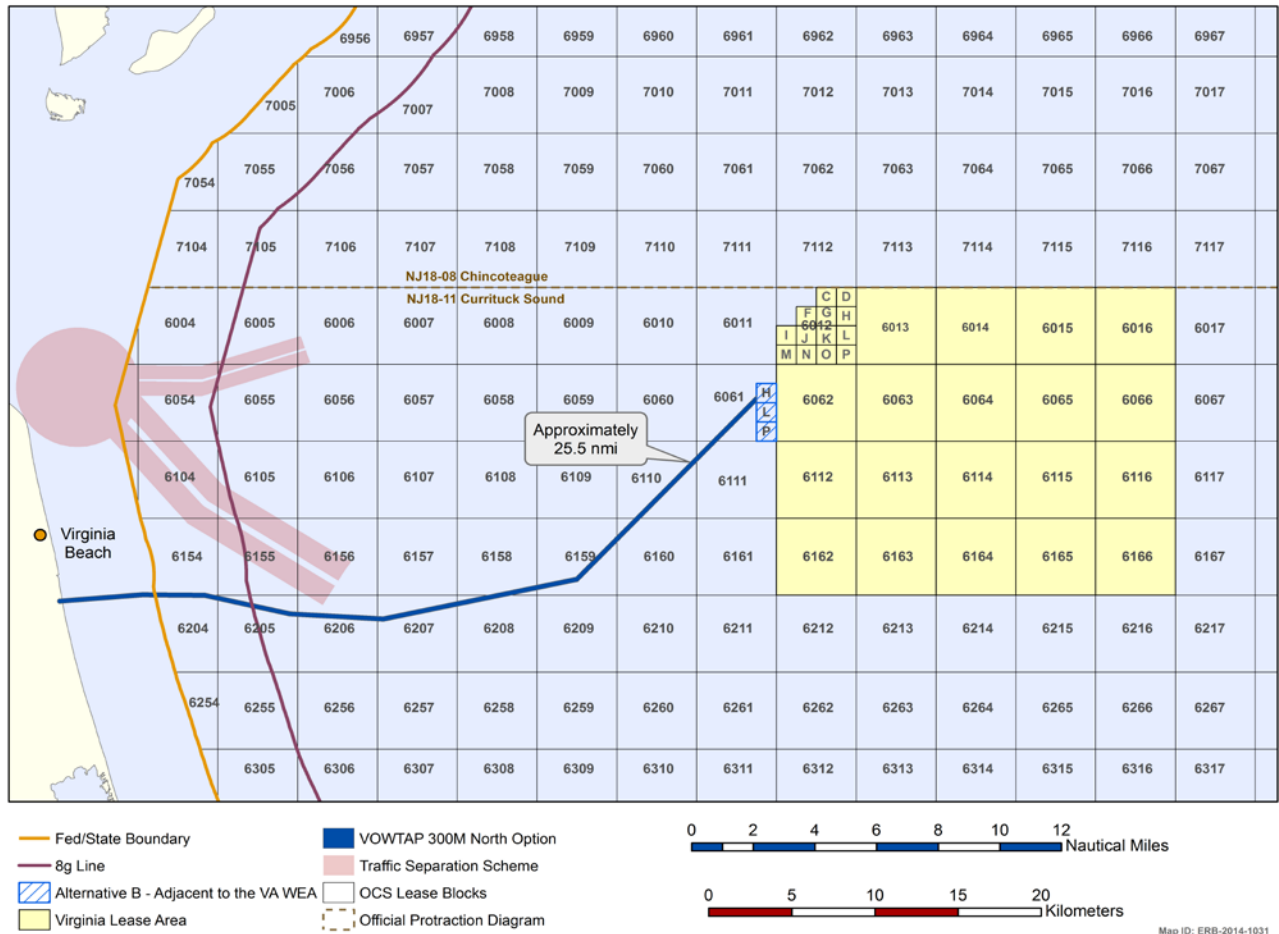 6956 6957 6958 6959 6960 6961 6962 6963 6964 6965 6966 6967
7005 7006 7007 7008 7009 7010 7011 7012 7013 7014 7015 7016 7017
7054 7055 7056 7057 7058 7059 7060 7061 7062 7063 7064 7065 7066 7067
7104 7105 7106 7107 7108 7109 7110 7111 7112 7113 7114 7115 7116 7117
NJ18-08 Chincoteague
NJ18-11 Currituck Sound
C D
F G H
6004 6005 6006 6007 6008 6009 6010 6011 6012 6013 6014 6015 6016 6017
I J K L
M N O P
6054 6055 6056 6057 6058 6059 6060 6061 H 6062 6063 6064 6065 6066 6067
L
P
Approximately
25.5 nmi
6104 6105 6106 6107 6108 6109 6110 6111 6112 6113 6114 6115 6116 6117
Virginia
Beach
6154 6155 6156 6157 6158 6159 6160 6161 6162 6163 6164 6165 6166 6167
6204 6205 6206 6207 6208 6209 6210 6211 6212 6213 6214 6215 6216 6217
6254 6255 6256 6257 6258 6259 6260 6261 6262 6263 6264 6265 6266 6267
6305 6306 6307 6308 6309 6310 6311 6312 6313 6314 6315 6316 6317
Fed/State Boundary
8g Line
Alternative B - Adjacent to the VA WEA
Virginia Lease Area
VOWTAP 300M North Option
Traffic Separation Scheme
OCS Lease Blocks
Official Protraction Diagram
0 2 4 6 8 10 12
Nautical Miles
0 5 10 15 20
Kilometers
Map ID: ERB-2014-1031